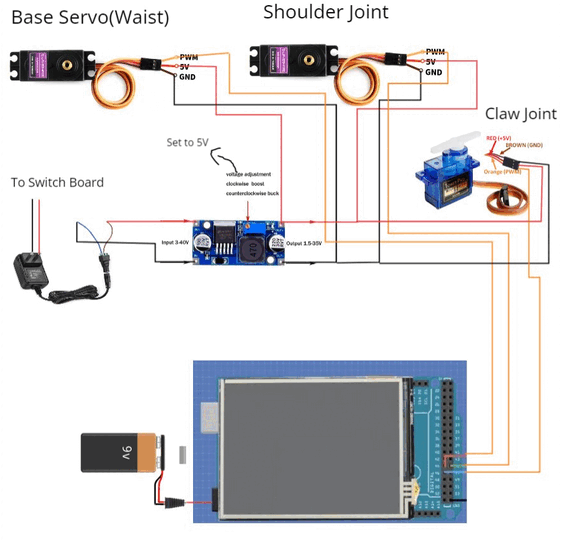 Base Servo(Waist)
Shoulder Joint
PWM
5V
GND
PWM
5V
GND
Claw Joint
RED (+5V)
BROWN (GND)
Orange (PWM)
Set to 5V
To Switch Board
voltage adjustment
clockwise boost
counterclockwise buck
Input 3-40V
Output 1.5-35V
470
9v